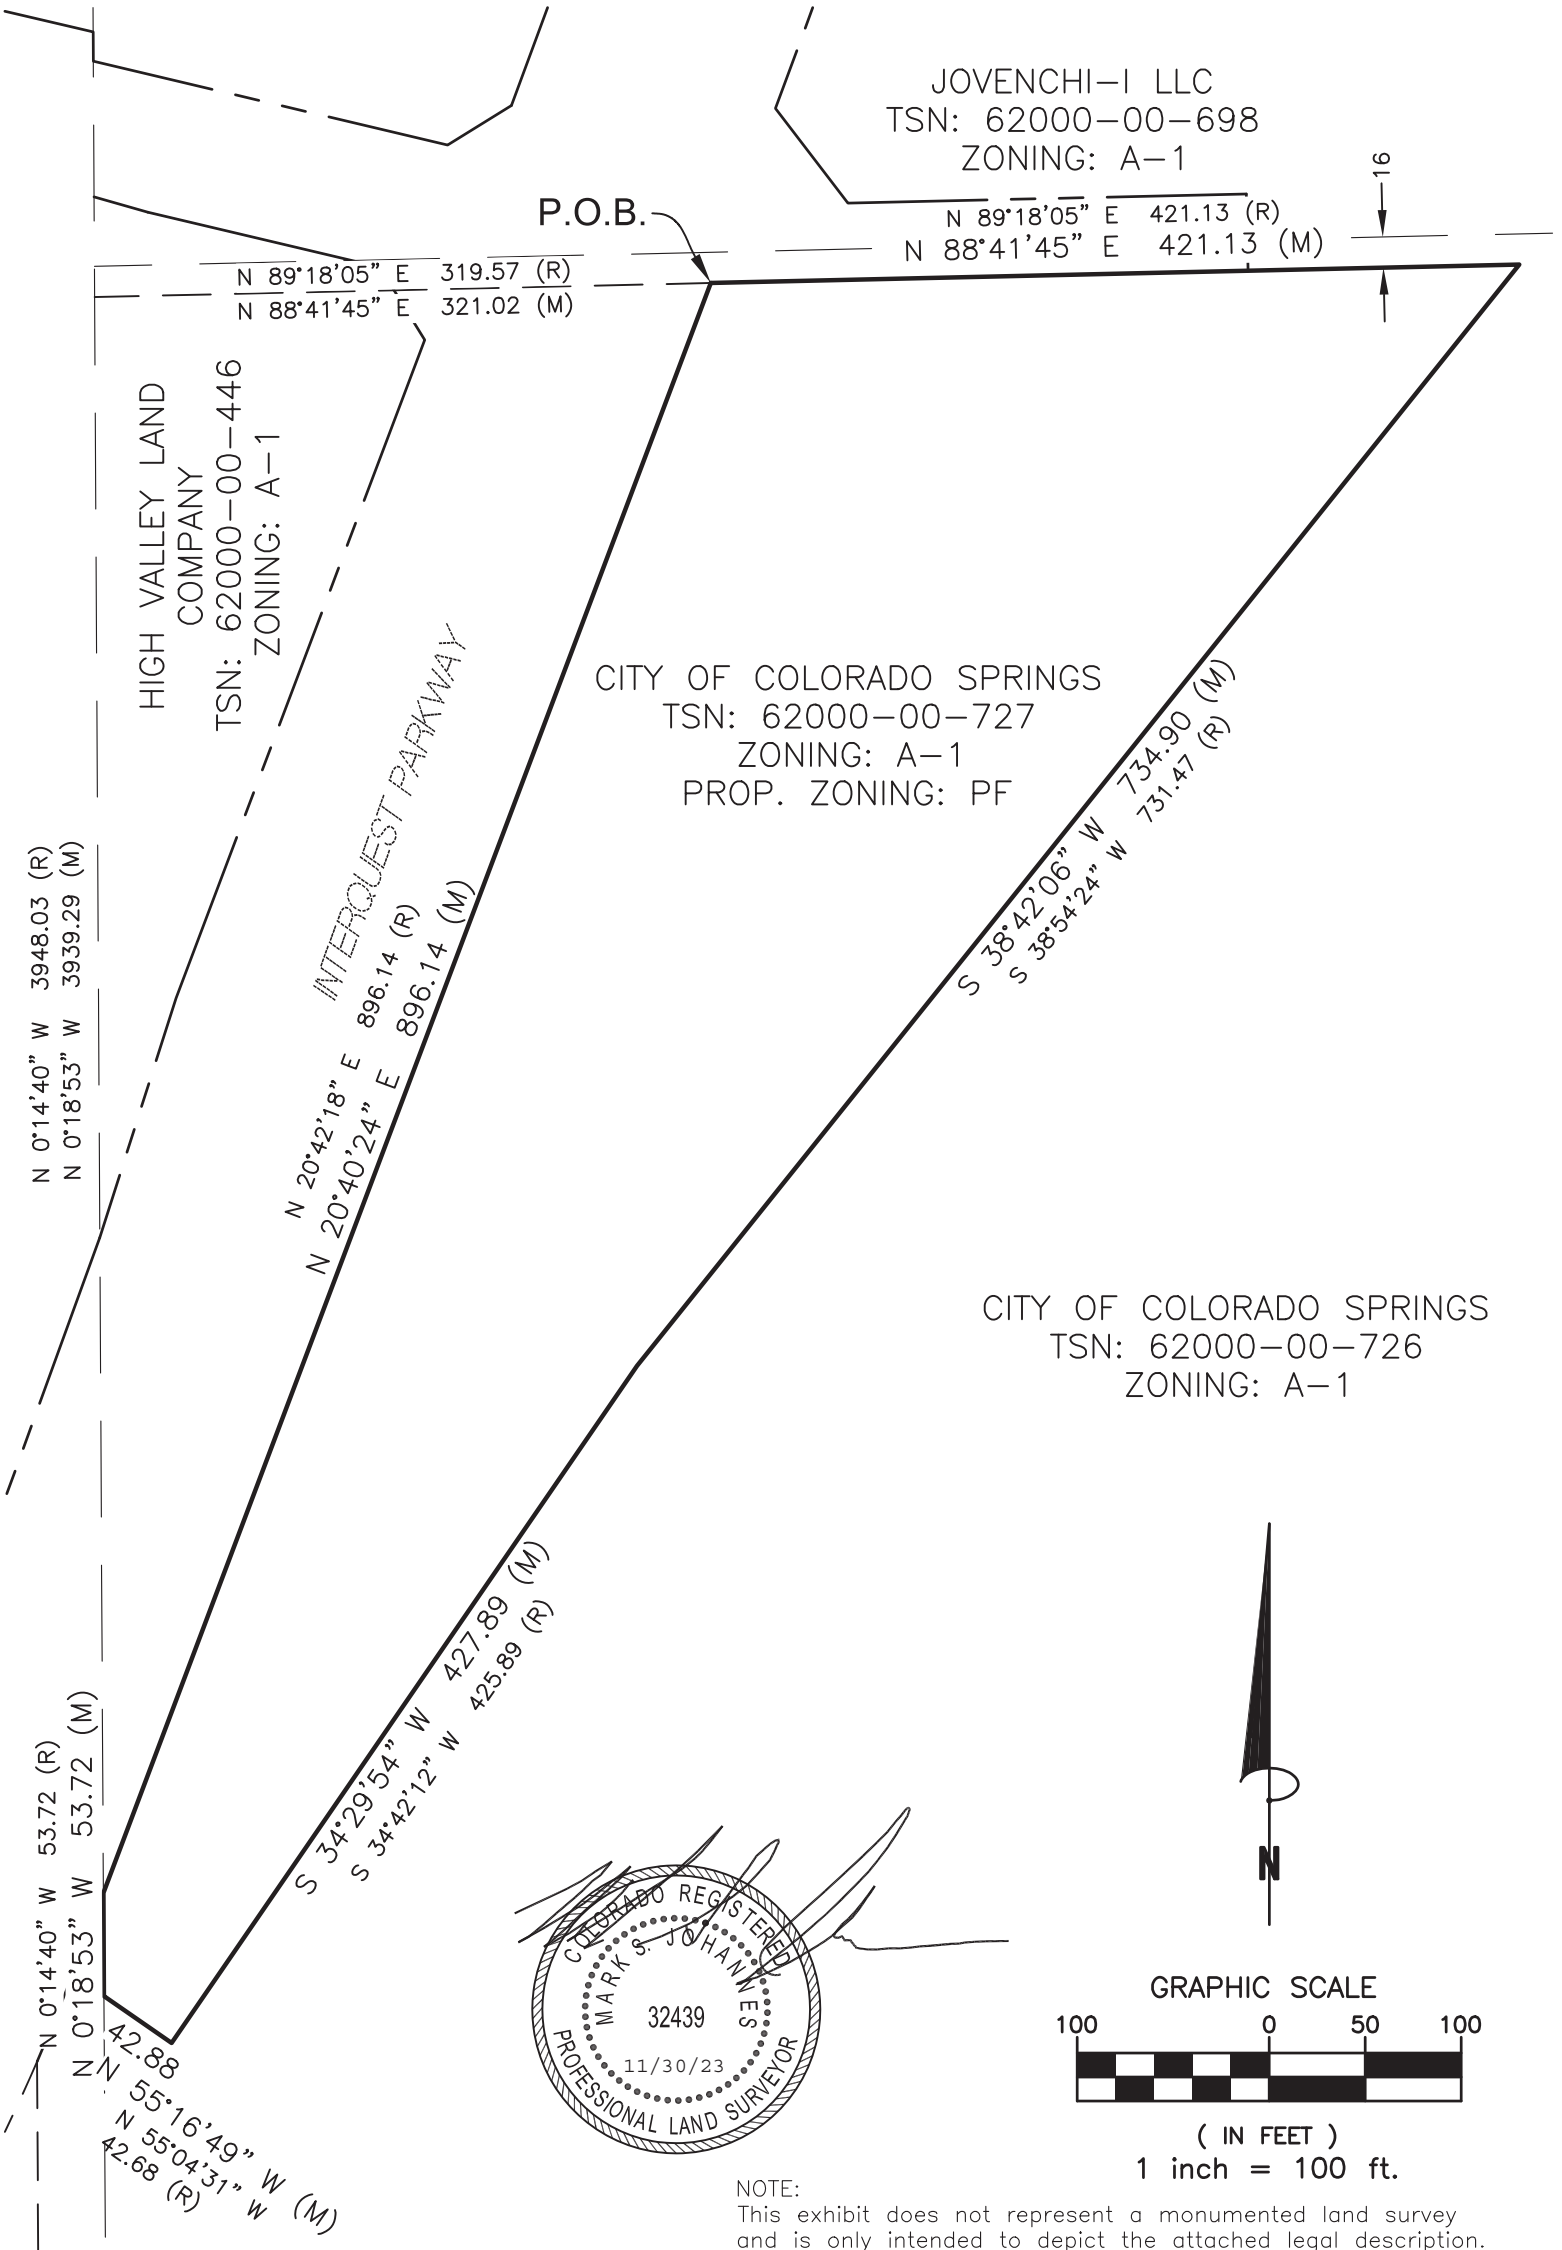 JOVENCHI-I LLC
TSN: 62000-00-698
ZONING: A-1
16
P.O.B.
N 89°18'05" E 421.13 (R)
N 88°41'45" E 421.13 (M)
N 89°18'05" E 319.57 (R)
N 88°41'45" E 321.02 (M)
HIGH VALLEY LAND
COMPANY
TSN: 62000-00-446
ZONING: A-1
INTERQUEST PARKWAY
CITY OF COLORADO SPRINGS
TSN: 62000-00-727
ZONING: A-1
PROP. ZONING: PF
S 38°42'06" W 734.90 (M)
S 38°54'24" W 731.47 (R)
N 0°14'40" W 3948.03 (R)
N 0°18'53" W 3939.29 (M)
N 20°42'18" E 896.14 (R)
N 20°40'24" E 896.14 (M)
CITY OF COLORADO SPRINGS
TSN: 62000-00-726
ZONING: A-1
S 34°29'54" W 427.89 (M)
S 34°42'12" W 425.89 (R)
N 0°14'40" W 53.72 (R)
N 0°18'53" W 53.72 (M)
42.88
N 55°16'49" W (M)
N 55°04'31" W
42.68 (R)
COLORADO REGISTERED
MARK S. JOHANNES
32439
11/30/23
PROFESSIONAL LAND SURVEYOR
N
GRAPHIC SCALE
100 0 50 100
( IN FEET )
1 inch = 100 ft.
NOTE:
This exhibit does not represent a monumented land survey
and is only intended to depict the attached legal description.